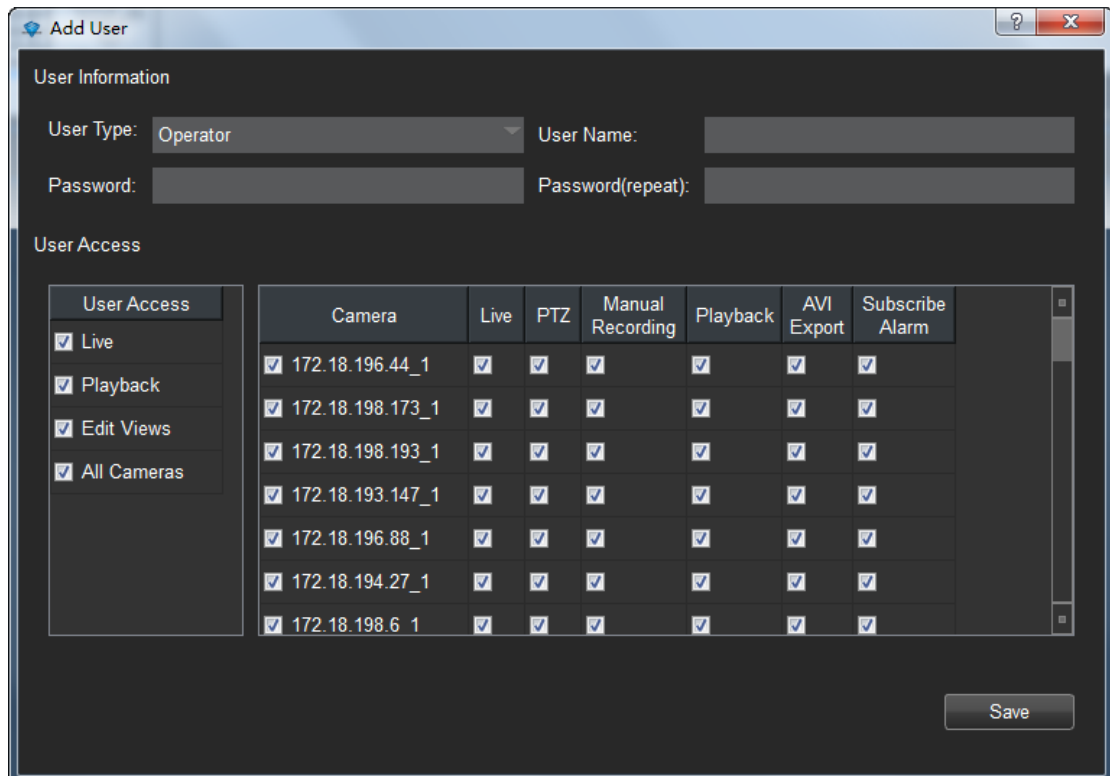 Add User
User Information
User Type: Operator User Name:
Password: Password(repeat):
User Access
User Access
Live
Playback
Edit Views
All Cameras
Camera Live PTZ Manual Recording Playback AVI Export Subscribe Alarm
172.18.196.44_1
172.18.198.173_1
172.18.198.193_1
172.18.193.147_1
172.18.196.88_1
172.18.194.27_1
172.18.198.6_1
Save